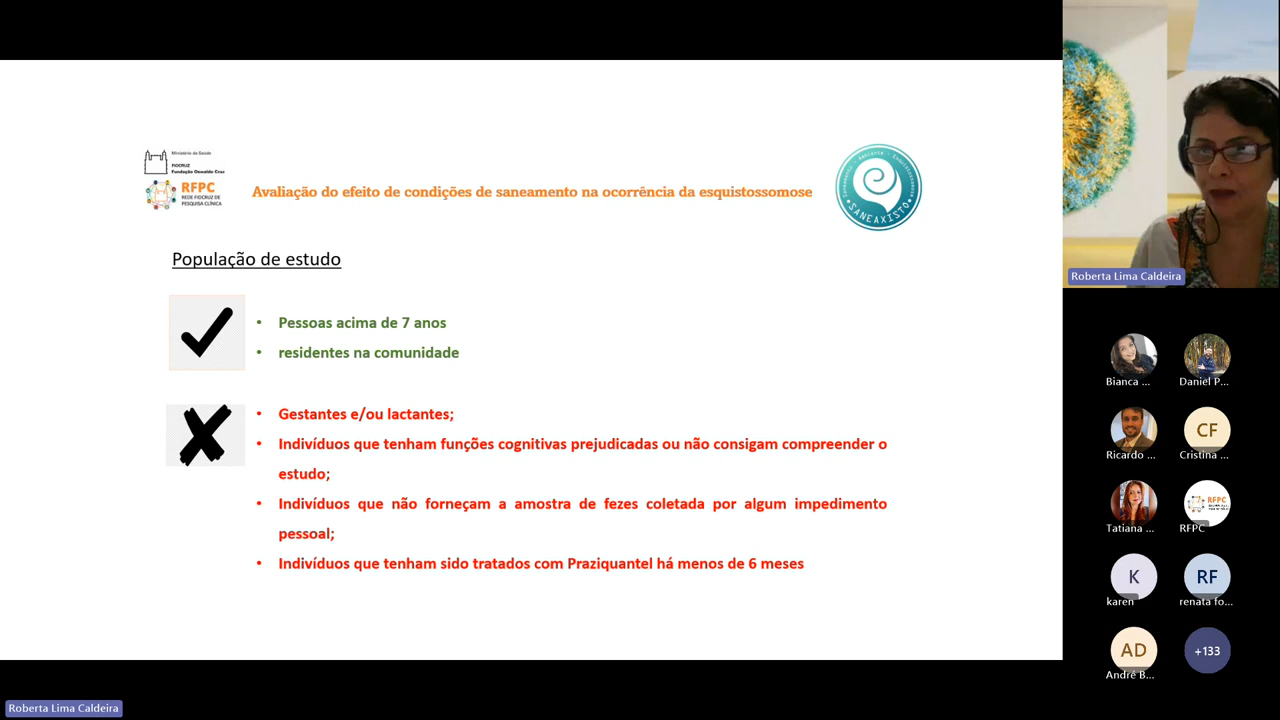 Ministério da Saúde
FIOCRUZ
Fundação Oswaldo Cruz
RFPC
REDE FIOCRUZ DE
PESQUISA CLÍNICA
Avaliação do efeito de condições de saneamento na ocorrência da esquistossomose
SANEAXISTO
População de estudo
• Pessoas acima de 7 anos
• residentes na comunidade
• Gestantes e/ou lactantes;
• Indivíduos que tenham funções cognitivas prejudicadas ou não consigam compreender o
estudo;
• Indivíduos que não forneçam a amostra de fezes coletada por algum impedimento
pessoal;
• Indivíduos que tenham sido tratados com Praziquantel há menos de 6 meses
Roberta Lima Caldeira
Bianca ...
Daniel P...
Ricardo ...
CF
Cristina ...
Tatiana ...
RFPC
RFPC
K
karen
RF
renata fo...
AD
André B...
+133
Roberta Lima Caldeira